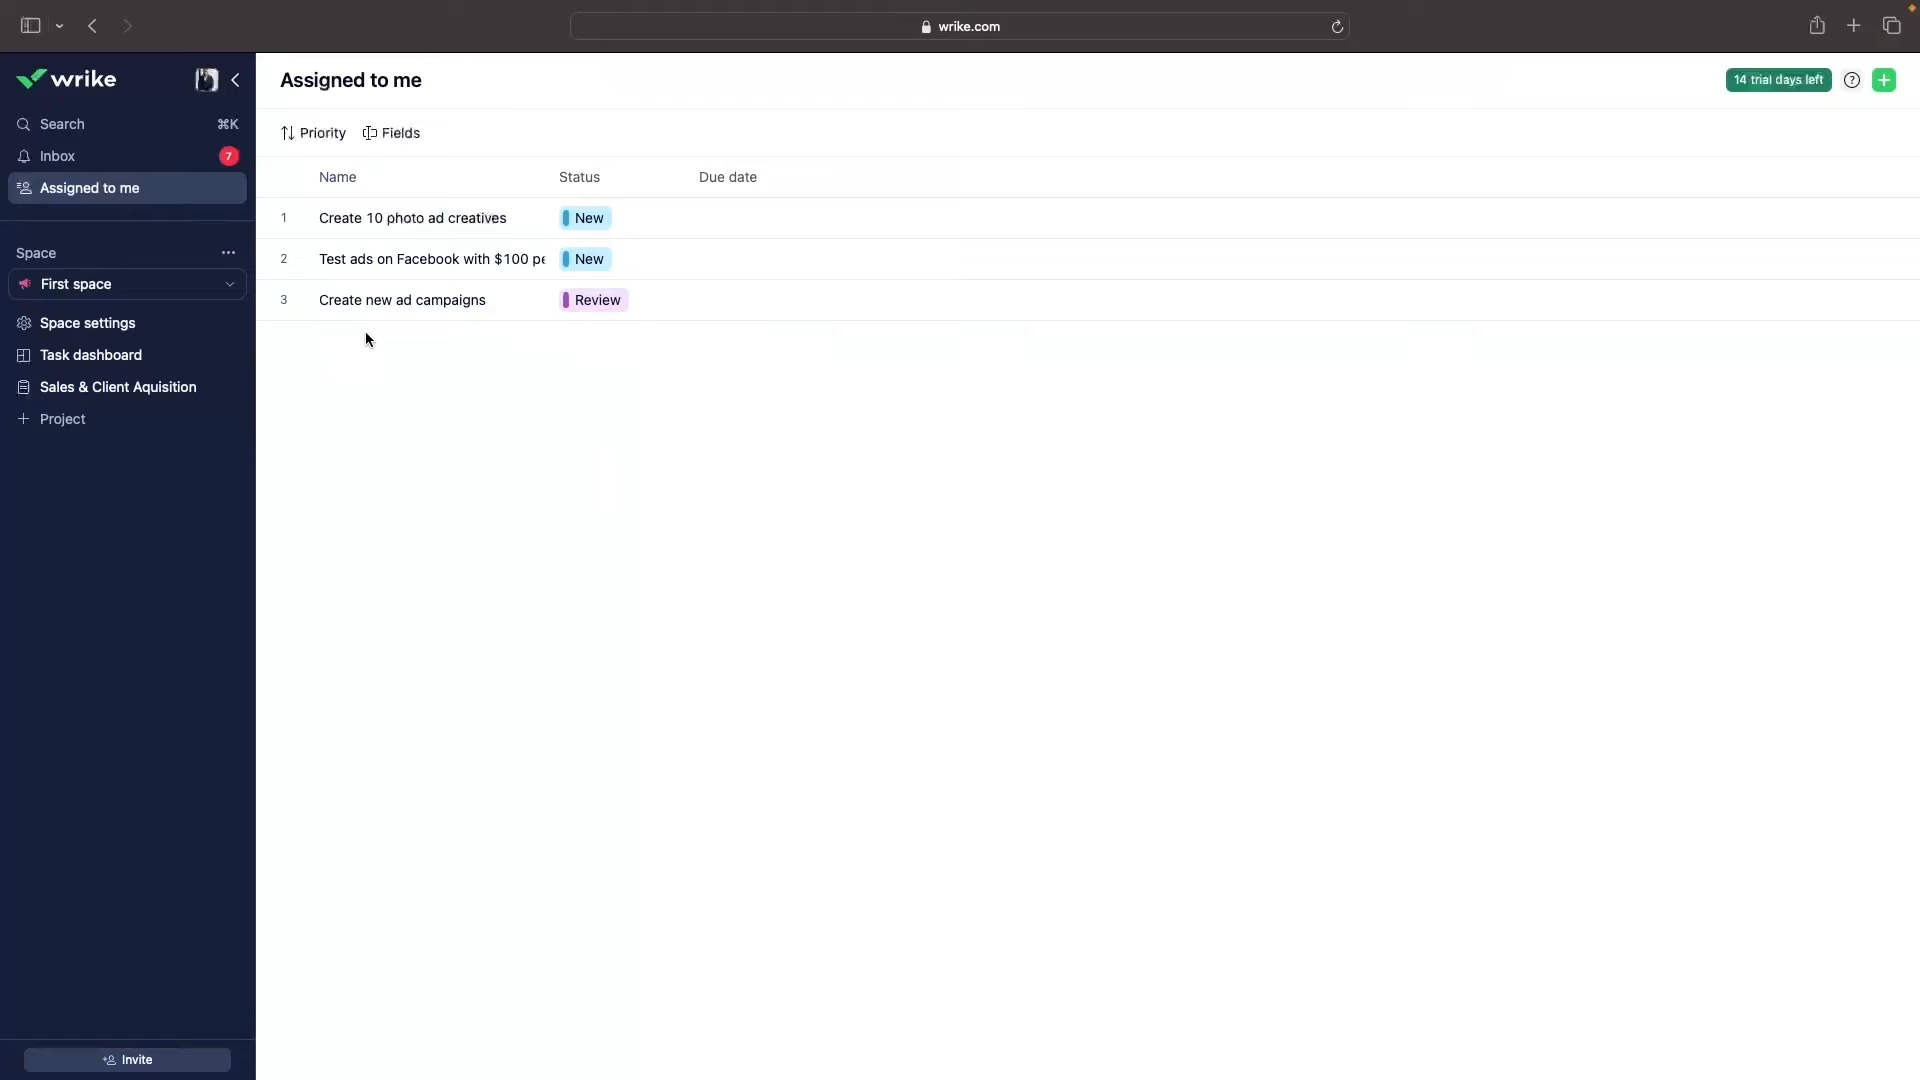 wrike.com
wrike
Assigned to me
14 trial days left
Search ⌘K
Inbox 7
Assigned to me
Priority Fields
Name Status Due date
1 Create 10 photo ad creatives New
2 Test ads on Facebook with $100 pe New
3 Create new ad campaigns Review
Space
First space
Space settings
Task dashboard
Sales & Client Aquisition
Project
Invite